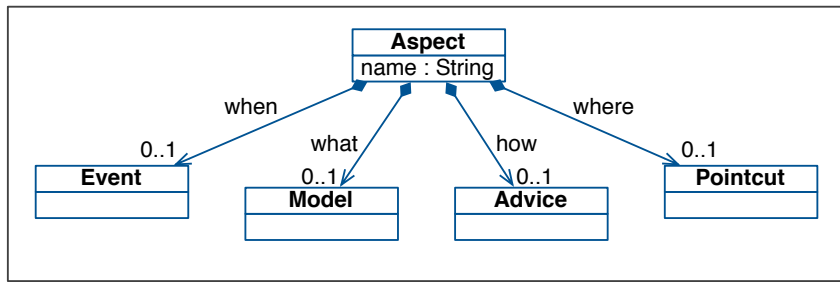 Aspect
name : String
when
where
what
how
0..1
0..1
0..1
0..1
Event
Pointcut
Model
Advice